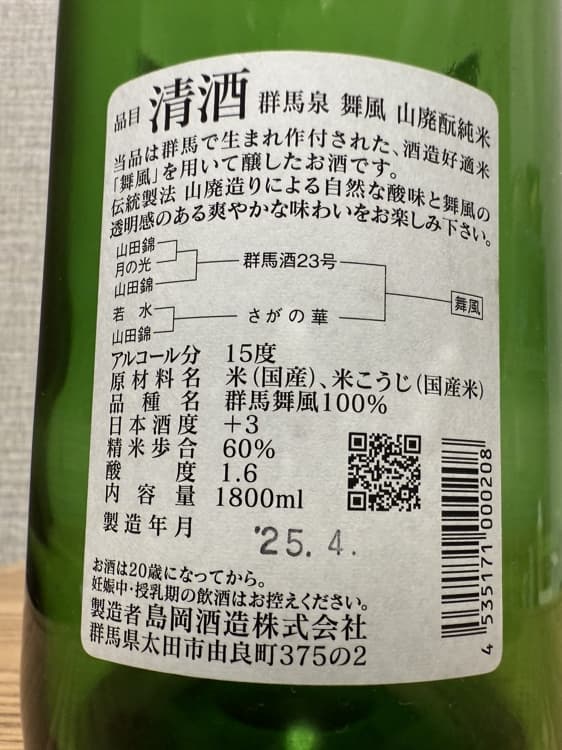 品目 清酒 群馬泉 舞風 山廃酛純米
当品は群馬で生まれ作付された、酒造好適米
「舞風」を用いて醸したお酒です。
伝統製法 山廃造りによる自然な酸味と舞風の
透明感のある爽やかな味わいをお楽しみ下さい。
山田錦
月の光
山田錦
群馬酒23号
若水
山田錦
さがの華
舞風
アルコール分 15度
原材料名 米(国産)、米こうじ(国産米)
品種名 群馬舞風100%
日本酒度 +3
精米歩合 60%
酸度 1.6
内容量 1800ml
製造年月 '25.4.
お酒は20歳になってから。
妊娠中・授乳期の飲酒はお控えください。
製造者 島岡酒造株式会社
群馬県太田市由良町375の2
4 535171 000208